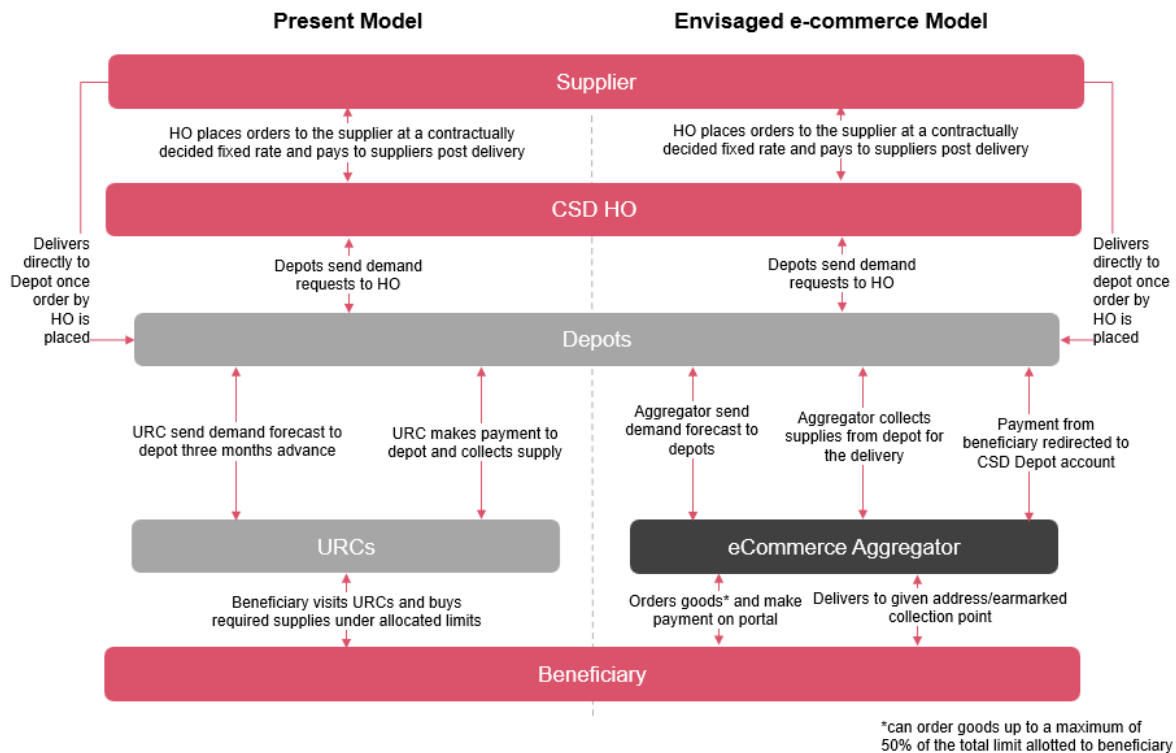 Present Model
Envisaged e-commerce Model
Supplier
HO places orders to the supplier at a contractually
decided fixed rate and pays to suppliers post delivery
HO places orders to the supplier at a contractually
decided fixed rate and pays to suppliers post delivery
CSD HO
Delivers
directly to
Depot once
order by
HO is
placed
Depots send demand
requests to HO
Depots send demand
requests to HO
Delivers
directly to
depot once
order by
HO is
placed
Depots
URC send demand forecast to
depot three months advance
URC makes payment to
depot and collects supply
Aggregator send
demand forecast to
depots
Aggregator collects
supplies from depot for
the delivery
Payment from
beneficiary redirected to
CSD Depot account
URCs
eCommerce Aggregator
Beneficiary visits URCs and buys
required supplies under allocated limits
Orders goods* and make
payment on portal
Delivers to given address/earmarked
collection point
Beneficiary
*can order goods up to a maximum of
50% of the total limit allotted to beneficiary